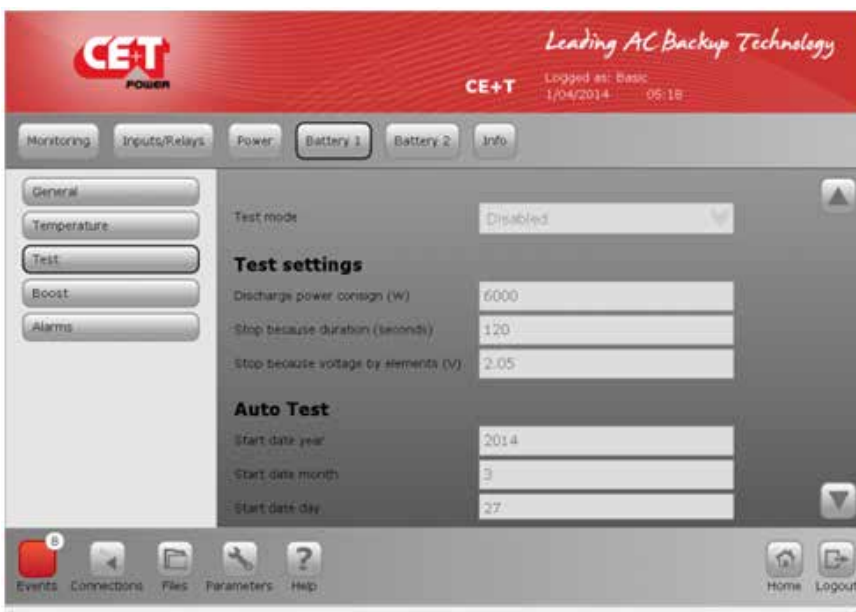 CE+T
POWER
Leading AC Backup Technology
CE+T
Logged as: Basic
1/04/2014 05:18
Monitoring Inputs/Relays Power Battery 1 Battery 2 Info
General
Temperature
Test
Boost
Alarms
Test mode Disabled
Test settings
Discharge power consign (W) 6000
Stop because duration (seconds) 120
Stop because voltage by elements (V) 2.05
Auto Test
Start date year 2014
Start date month 3
Start date day 27
8
Events Connections Files Parameters Help Home Logout